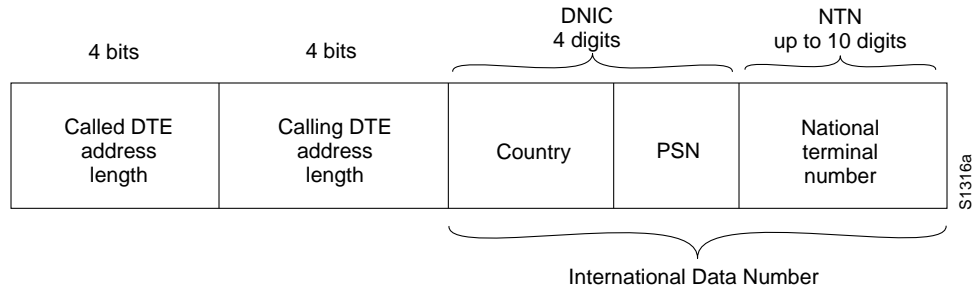 DNIC
4 digits
NTN
up to 10 digits
4 bits
4 bits
Called DTE
address
length
Calling DTE
address
length
Country
PSN
National
terminal
number
S1316a
International Data Number